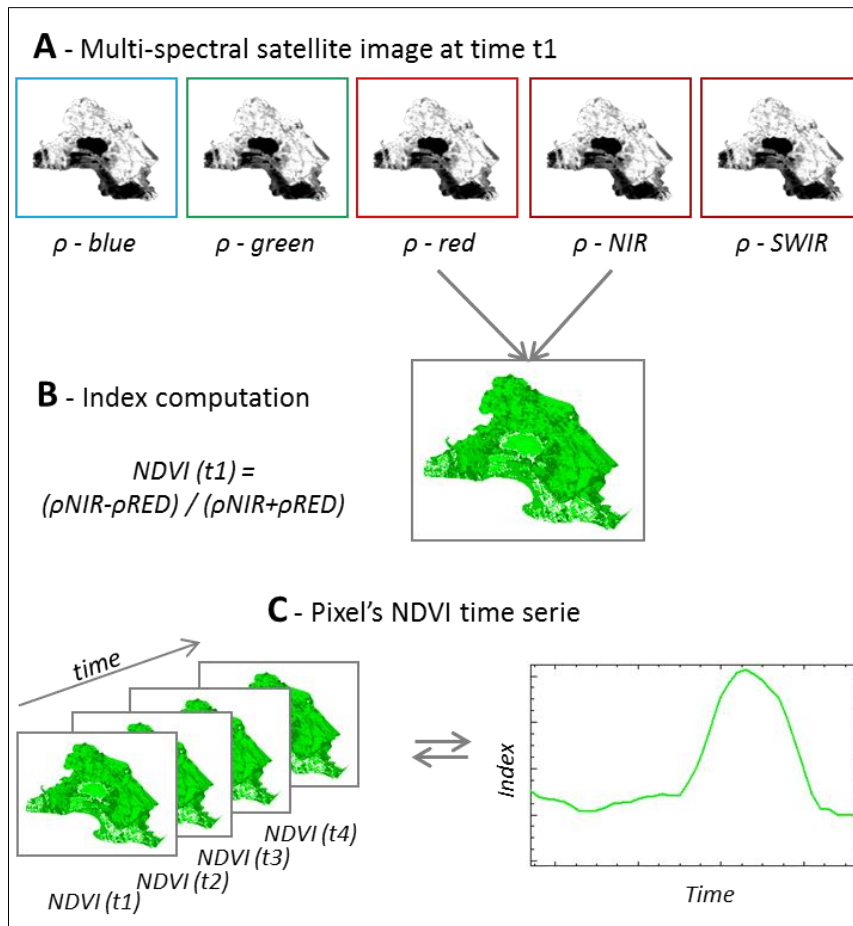 A - Multi-spectral satellite image at time t1
ρ - blue
ρ - green
ρ - red
ρ - NIR
ρ - SWIR
B - Index computation
NDVI (t1) =
(ρNIR-ρRED) / (ρNIR+ρRED)
C - Pixel's NDVI time serie
time
NDVI (t4)
NDVI (t3)
NDVI (t2)
NDVI (t1)
Index
Time